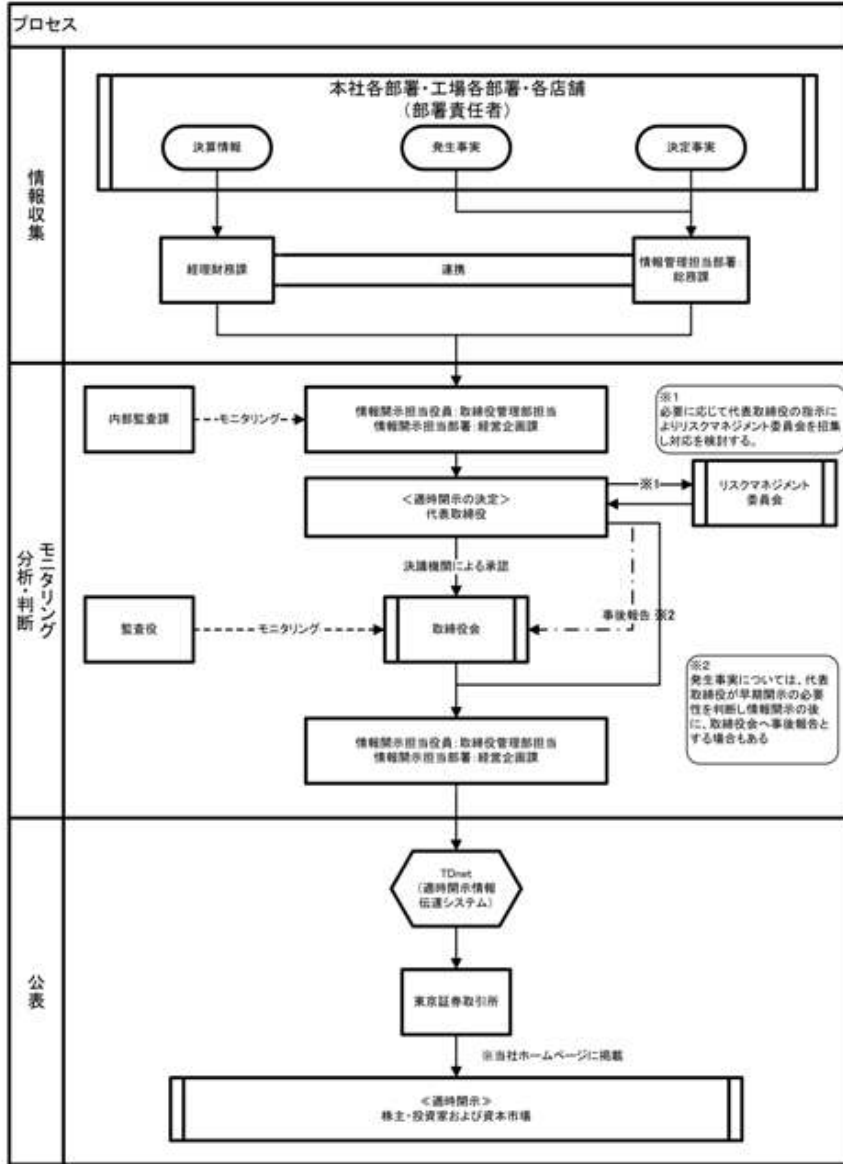 プロセス
情報収集
本社各部署・工場各部署・各店舗
（部署責任者）
決算情報
発生事実
決定事実
経理財務課
連携
情報管理担当部署：
総務課
モニタリング
分析・判断
内部監査課
モニタリング
情報開示担当役員：取締役管理部担当
情報開示担当部署：経営企画課
※1
必要に応じて代表取締役の指示に
よりリスクマネジメント委員会を招集
し対応を検討する。
＜適時開示の決定＞
代表取締役
※1
リスクマネジメント
委員会
決議機関による承認
監査役
モニタリング
取締役会
事後報告 ※2
※2
発生事実については、代表
取締役が早期開示の必要
性を判断し情報開示の後
に、取締役会へ事後報告と
する場合もある
情報開示担当役員：取締役管理部担当
情報開示担当部署：経営企画課
公表
TDnet
（適時開示情報
伝達システム）
東京証券取引所
※当社ホームページに掲載
≪適時開示≫
株主・投資家および資本市場